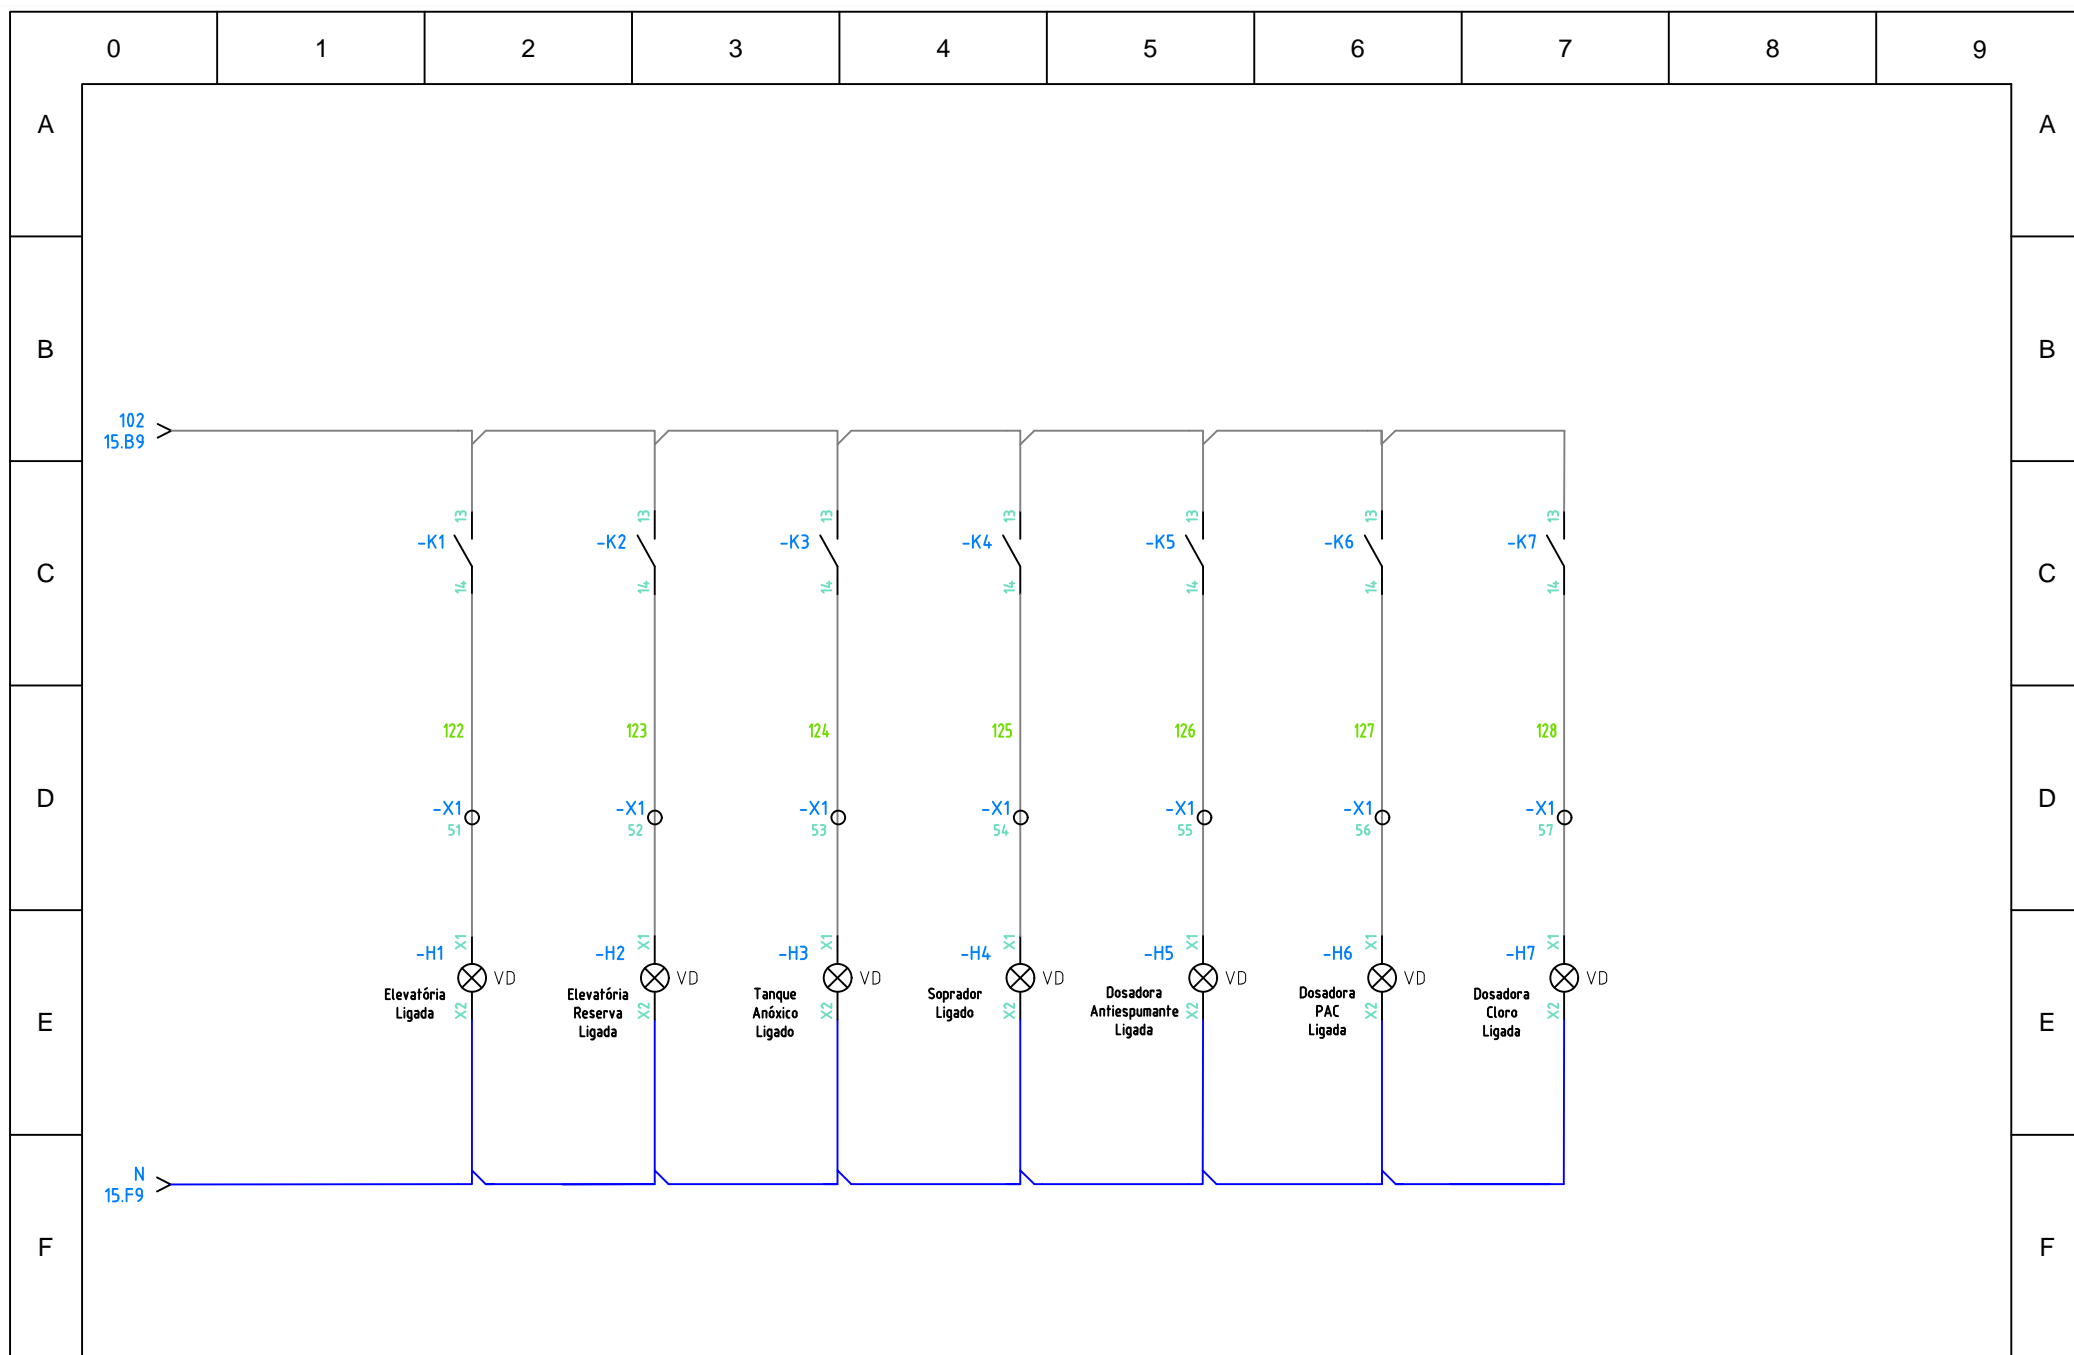 0 1 2 3 4 5 6 7 8 9
A A
B B
102
15.B9
13 13 13 13 13 13 13
-K1 -K2 -K3 -K4 -K5 -K6 -K7
C C
14 14 14 14 14 14 14
122 123 124 125 126 127 128
D D
-X1 -X1 -X1 -X1 -X1 -X1 -X1
51 52 53 54 55 56 57
X1 X1 X1 X1 X1 X1 X1
-H1 -H2 -H3 -H4 -H5 -H6 -H7
VD VD VD VD VD VD VD
Elevatória
Ligada
Elevatória
Reserva
Ligada
Tanque
Anóxico
Ligado
Soprador
Ligado
Dosadora
Antiespumante
Ligada
Dosadora
PAC
Ligada
Dosadora
Cloro
Ligada
X2 X2 X2 X2 X2 X2 X2
E E
N
15.F9
F F